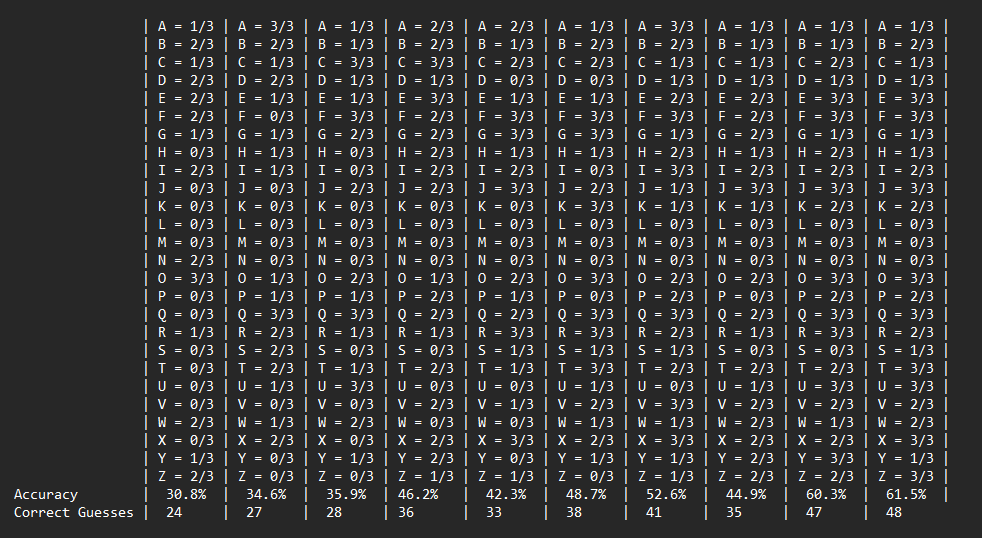 | A = 1/3 | A = 3/3 | A = 1/3 | A = 2/3 | A = 2/3 | A = 1/3 | A = 3/3 | A = 1/3 | A = 1/3 | A = 1/3 |
| B = 2/3 | B = 2/3 | B = 1/3 | B = 2/3 | B = 1/3 | B = 2/3 | B = 2/3 | B = 1/3 | B = 1/3 | B = 2/3 |
| C = 1/3 | C = 1/3 | C = 3/3 | C = 3/3 | C = 2/3 | C = 2/3 | C = 1/3 | C = 1/3 | C = 2/3 | C = 1/3 |
| D = 2/3 | D = 2/3 | D = 1/3 | D = 1/3 | D = 0/3 | D = 0/3 | D = 1/3 | D = 1/3 | D = 1/3 | D = 1/3 |
| E = 2/3 | E = 1/3 | E = 1/3 | E = 3/3 | E = 1/3 | E = 1/3 | E = 2/3 | E = 2/3 | E = 3/3 | E = 3/3 |
| F = 2/3 | F = 0/3 | F = 3/3 | F = 2/3 | F = 3/3 | F = 3/3 | F = 3/3 | F = 2/3 | F = 3/3 | F = 3/3 |
| G = 1/3 | G = 1/3 | G = 2/3 | G = 2/3 | G = 3/3 | G = 3/3 | G = 2/3 | G = 3/3 | G = 1/3 | G = 1/3 |
| H = 0/3 | H = 1/3 | H = 0/3 | H = 2/3 | H = 1/3 | H = 1/3 | H = 2/3 | H = 1/3 | H = 2/3 | H = 1/3 |
| I = 2/3 | I = 1/3 | I = 0/3 | I = 2/3 | I = 2/3 | I = 0/3 | I = 3/3 | I = 2/3 | I = 2/3 | I = 2/3 |
| J = 0/3 | J = 0/3 | J = 2/3 | J = 2/3 | J = 3/3 | J = 2/3 | J = 1/3 | J = 3/3 | J = 3/3 | J = 3/3 |
| K = 0/3 | K = 0/3 | K = 0/3 | K = 0/3 | K = 2/3 | K = 3/3 | K = 1/3 | K = 1/3 | K = 2/3 | K = 2/3 |
| L = 0/3 | L = 0/3 | L = 0/3 | L = 0/3 | L = 0/3 | L = 0/3 | L = 0/3 | L = 0/3 | L = 0/3 | L = 0/3 |
| M = 0/3 | M = 0/3 | M = 0/3 | M = 0/3 | M = 0/3 | M = 0/3 | M = 0/3 | M = 0/3 | M = 0/3 | M = 0/3 |
| N = 2/3 | N = 0/3 | N = 0/3 | N = 0/3 | N = 0/3 | N = 0/3 | N = 0/3 | N = 0/3 | N = 0/3 | N = 0/3 |
| O = 3/3 | O = 1/3 | O = 2/3 | O = 1/3 | O = 2/3 | O = 3/3 | O = 2/3 | O = 2/3 | O = 3/3 | O = 3/3 |
| P = 0/3 | P = 1/3 | P = 1/3 | P = 2/3 | P = 1/3 | P = 0/3 | P = 2/3 | P = 0/3 | P = 2/3 | P = 2/3 |
| Q = 0/3 | Q = 3/3 | Q = 3/3 | Q = 2/3 | Q = 2/3 | Q = 3/3 | Q = 3/3 | Q = 2/3 | Q = 3/3 | Q = 3/3 |
| R = 1/3 | R = 2/3 | R = 1/3 | R = 1/3 | R = 3/3 | R = 3/3 | R = 2/3 | R = 3/3 | R = 2/3 | R = 3/3 |
| S = 0/3 | S = 2/3 | S = 0/3 | S = 0/3 | S = 1/3 | S = 1/3 | S = 0/3 | S = 0/3 | S = 0/3 | S = 1/3 |
| T = 0/3 | T = 2/3 | T = 1/3 | T = 2/3 | T = 1/3 | T = 3/3 | T = 2/3 | T = 2/3 | T = 2/3 | T = 3/3 |
| U = 0/3 | U = 1/3 | U = 3/3 | U = 2/3 | U = 0/3 | U = 1/3 | U = 0/3 | U = 1/3 | U = 3/3 | U = 3/3 |
| V = 0/3 | V = 0/3 | V = 0/3 | V = 2/3 | V = 1/3 | V = 2/3 | V = 3/3 | V = 2/3 | V = 2/3 | V = 2/3 |
| W = 2/3 | W = 1/3 | W = 2/3 | W = 0/3 | W = 0/3 | W = 0/3 | W = 1/3 | W = 2/3 | W = 1/3 | W = 2/3 |
| X = 0/3 | X = 2/3 | X = 0/3 | X = 2/3 | X = 3/3 | X = 2/3 | X = 3/3 | X = 2/3 | X = 2/3 | X = 3/3 |
| Y = 1/3 | Y = 0/3 | Y = 1/3 | Y = 0/3 | Y = 0/3 | Y = 1/3 | Y = 1/3 | Y = 3/3 | Y = 3/3 | Y = 1/3 |
| Z = 2/3 | Z = 0/3 | Z = 0/3 | Z = 1/3 | Z = 1/3 | Z = 0/3 | Z = 2/3 | Z = 0/3 | Z = 2/3 | Z = 3/3 |
Accuracy | 30.8% | 34.6% | 35.9% | 46.2% | 42.3% | 48.7% | 52.6% | 44.9% | 60.3% | 61.5% |
Correct Guesses | 24 | 27 | 28 | 36 | 33 | 38 | 41 | 35 | 47 | 48 |